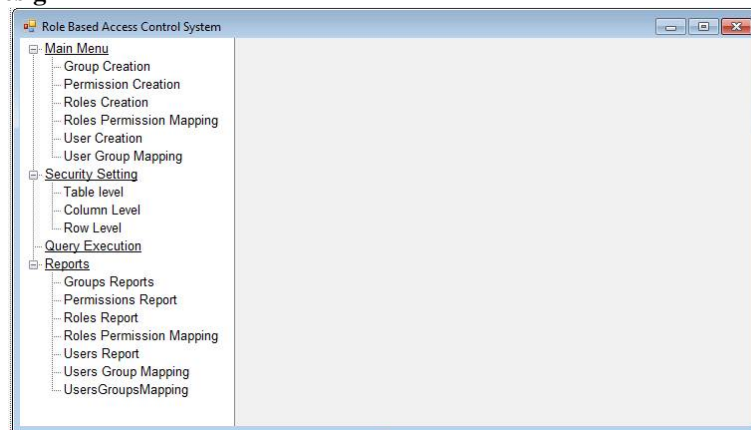 Role Based Access Control System
Main Menu
Group Creation
Permission Creation
Roles Creation
Roles Permission Mapping
User Creation
User Group Mapping
Security Setting
Table level
Column Level
Row Level
Query Execution
Reports
Groups Reports
Permissions Report
Roles Report
Roles Permission Mapping
Users Report
Users Group Mapping
UsersGroupsMapping